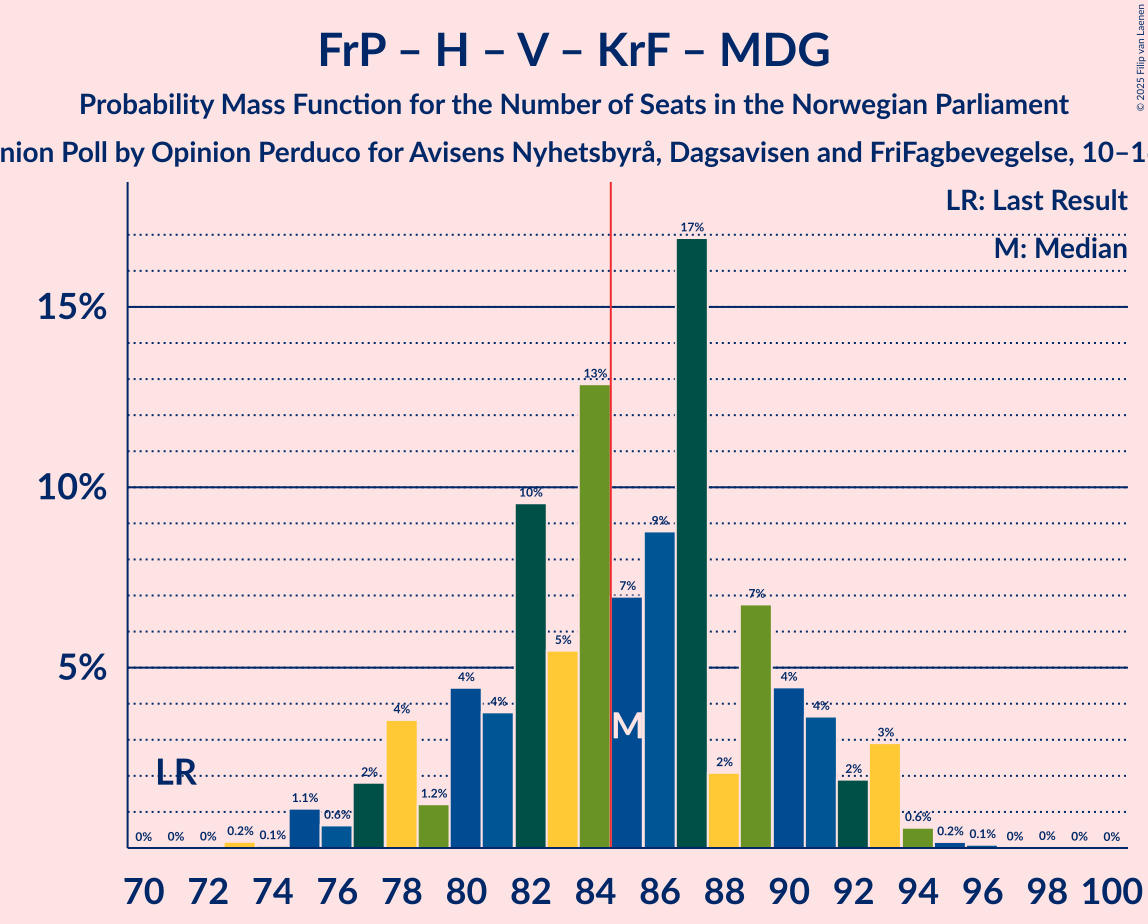 FrP – H – V – KrF – MDG
Probability Mass Function for the Number of Seats in the Norwegian Parliament
nion Poll by Opinion Perduco for Avisens Nyhetsbyrå, Dagsavisen and FriFagbevegelse, 10–1
© 2025 Filip van Laenen
LR: Last Result
M: Median
17%
15%
13%
10%
10%
9%
7%
7%
5%
5%
4%
4%
4%
4%
4%
M
3%
LR
2%
2%
2%
1.1%
1.2%
0.6%
0.6%
0% 0% 0% 0.2% 0.1%
0.2% 0.1% 0% 0% 0% 0%
70 72 74 76 78 80 82 84 86 88 90 92 94 96 98 100